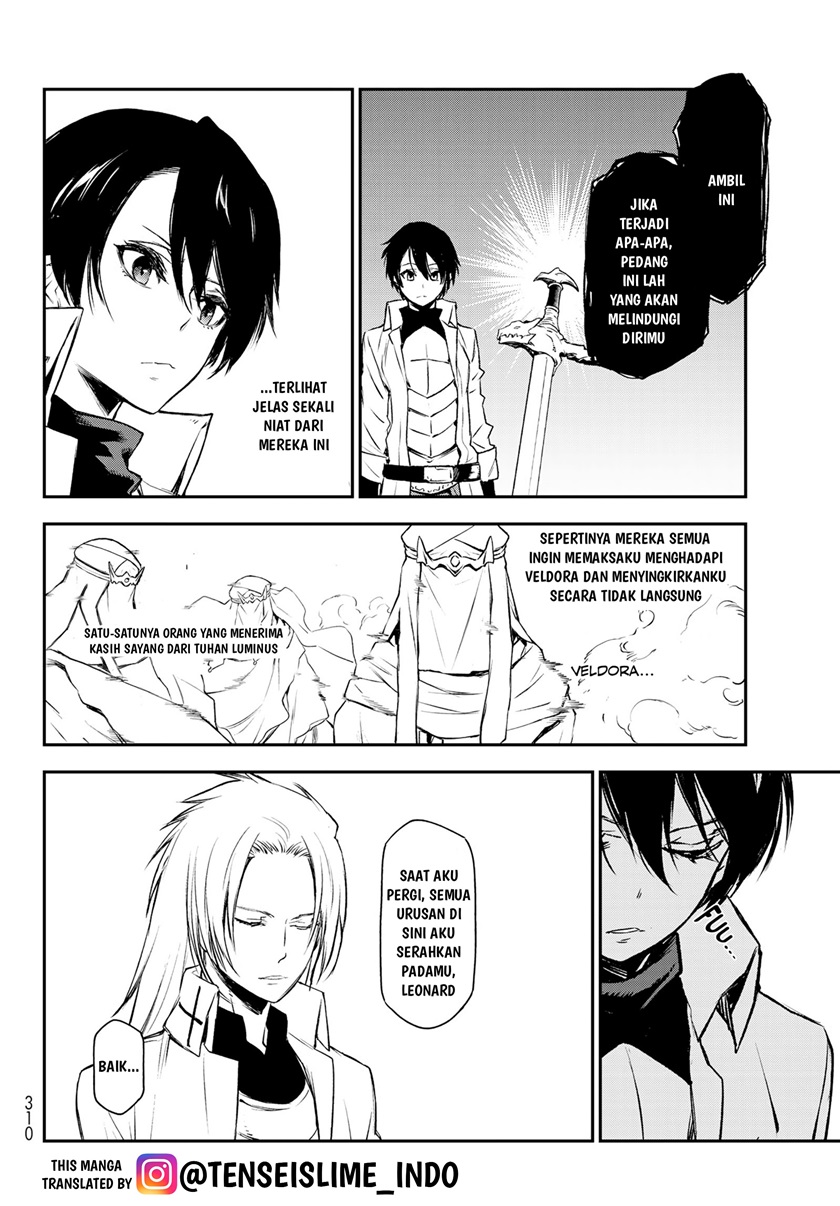 AMBIL
INI
JIKA
TERJADI
APA-APA,
PEDANG
INI LAH
YANG AKAN
MELINDUNGI
DIRIMU
...TERLIHAT
JELAS SEKALI
NIAT DARI
MEREKA INI
SEPERTINYA MEREKA SEMUA
INGIN MEMAKSAKU MENGHADAPI
VELDORA DAN MENYINGKIRKANKU
SECARA TIDAK LANGSUNG
VELDORA...
SATU-SATUNYA ORANG YANG MENERIMA
KASIH SAYANG DARI TUHAN LUMINUS
FUU...
SAAT AKU
PERGI, SEMUA
URUSAN DI
SINI AKU
SERAHKAN
PADAMU,
LEONARD
BAIK...
310
THIS MANGA
TRANSLATED BY
@TENSEISLIME_INDO